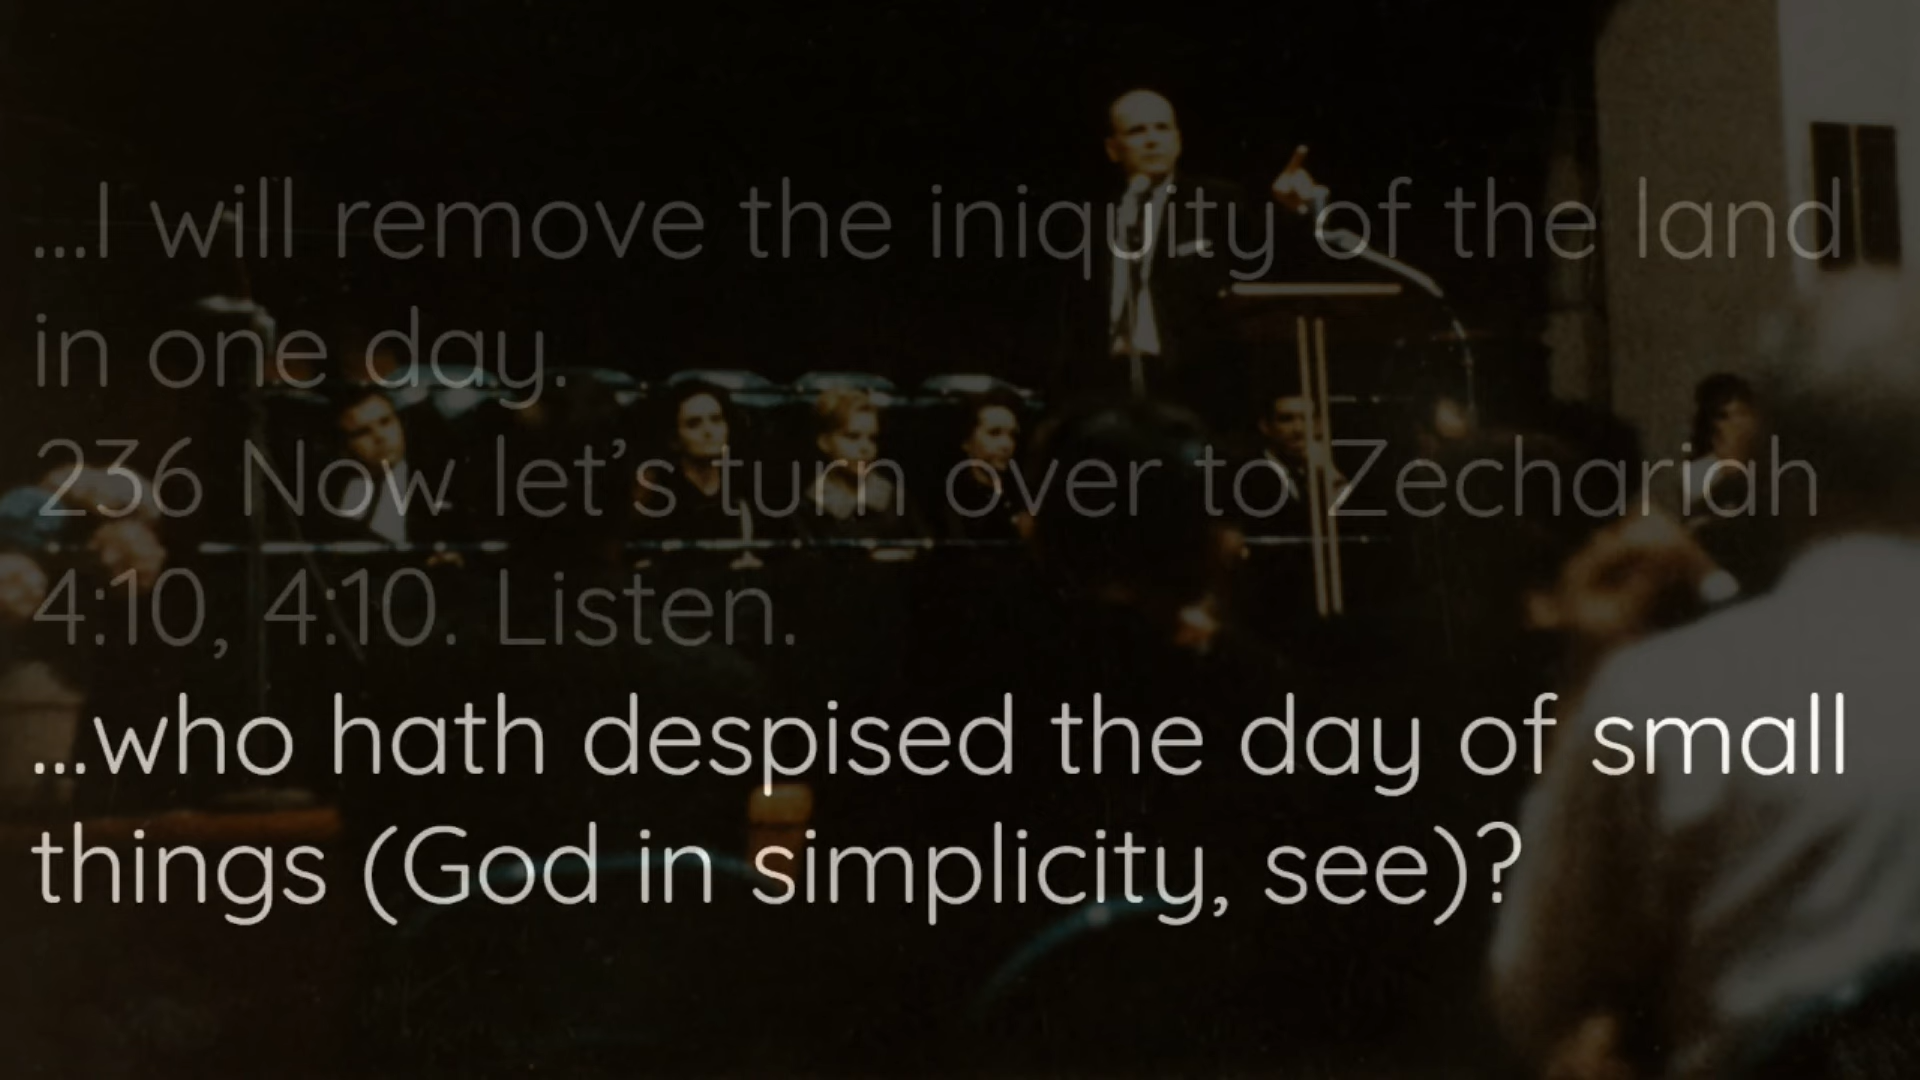 ...I will remove the iniquity of the land
in one day.
236 Now let’s turn over to Zechariah
4:10, 4:10. Listen.
...who hath despised the day of small
things (God in simplicity, see)?